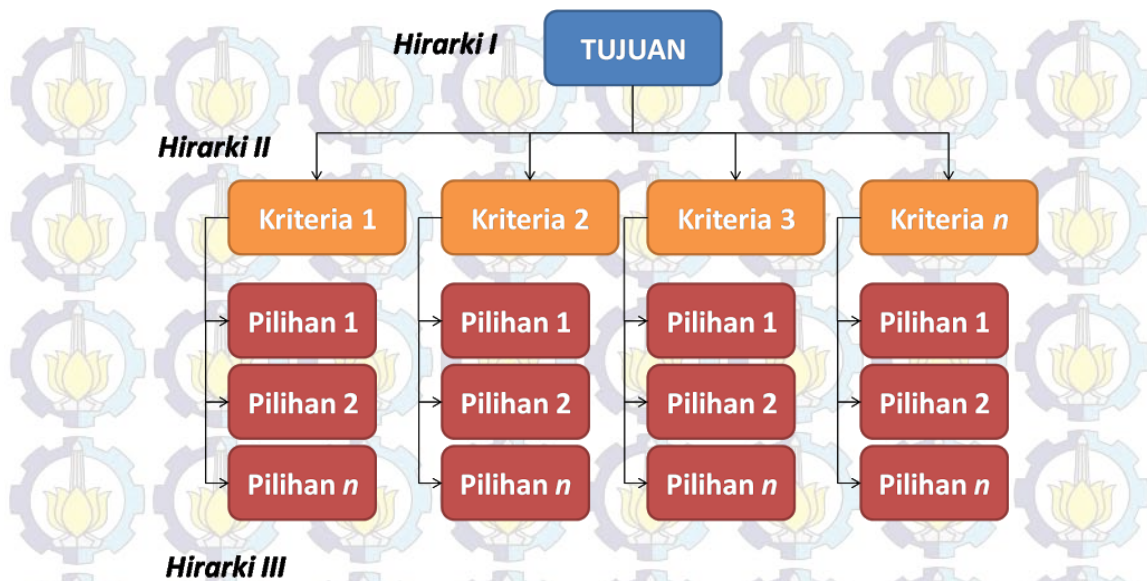 Hirarki I
TUJUAN
Hirarki II
Kriteria 1
Kriteria 2
Kriteria 3
Kriteria n
Pilihan 1
Pilihan 1
Pilihan 1
Pilihan 1
Pilihan 2
Pilihan 2
Pilihan 2
Pilihan 2
Pilihan n
Pilihan n
Pilihan n
Pilihan n
Hirarki III